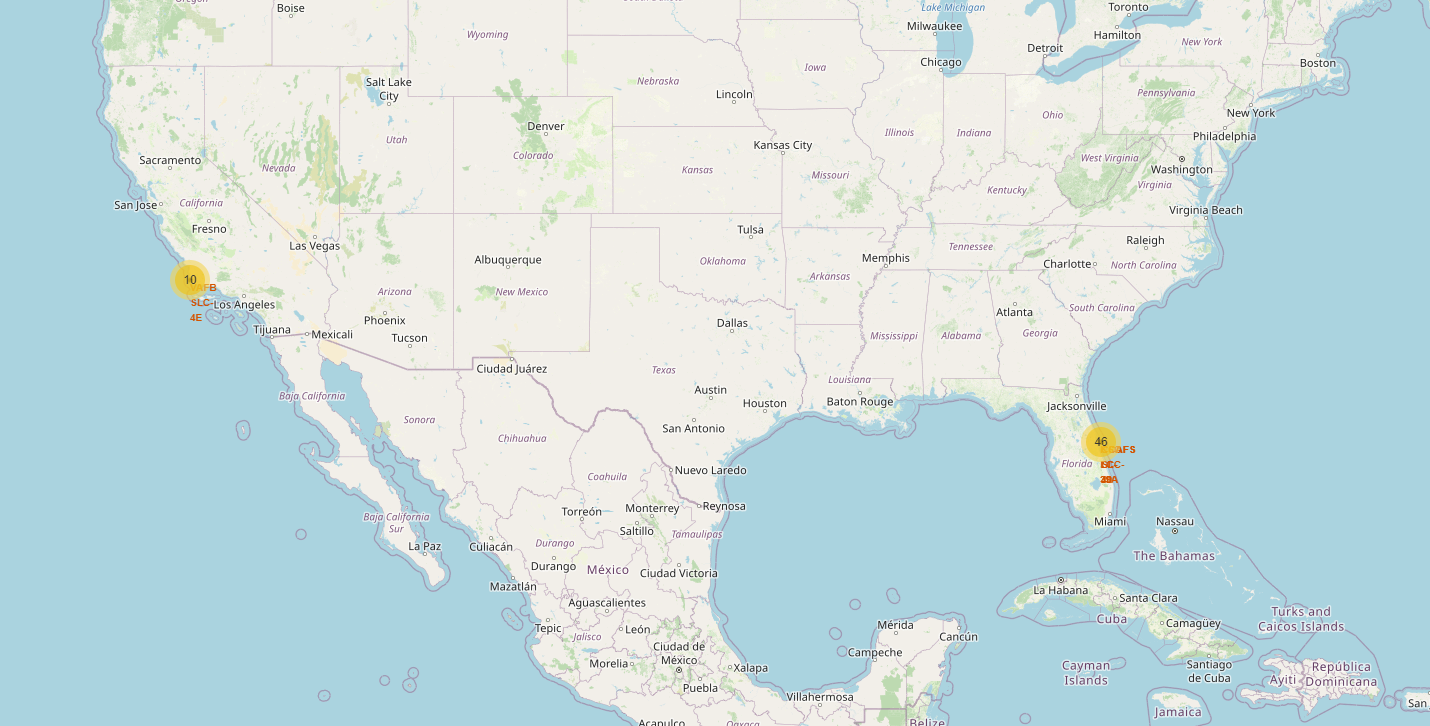 Boise
Wyoming
Lake Michigan
Milwaukee
Toronto
Hamilton
Detroit
New York
Boston
Chicago
Iowa
Salt Lake
City
Nebraska
Lincoln
Pennsylvania
New York
Ohio
Philadelphia
Denver
Utah
Colorado
Illinois
Indiana
Kansas City
West Virginia
Washington
Sacramento
Nevada
Kansas
Missouri
Kentucky
Virginia
San Jose
California
Fresno
Virginia Beach
Las Vegas
Tulsa
Raleigh
Tennessee
Albuquerque
Oklahoma
Memphis
Charlotte
North Carolina
Arkansas
10
AFB
SLC-
4E
Los Angeles
Arizona
New Mexico
South Carolina
Phoenix
Tijuana
Mexicali
Tucson
Dallas
Atlanta
Mississippi
Alabama
Georgia
Ciudad Juárez
Texas
Louisiana
Baja California
Austin
Houston
Baton Rouge
Jacksonville
Sonora
San Antonio
Chihuahua
46
AFS
Florida
Coahuila
Nuevo Laredo
Monterrey
Reynosa
Torreón
Saltillo
Tamaulipas
Baja California
Sur
Miami
Nassau
La Paz
Culiacán
Durango
Durango
México
Ciudad Victoria
The Bahamas
Mazatlán
La Habana
Santa Clara
Aguascalientes
Cuba
Camagüey
Turks and
Caicos Islands
Tepic
León
Jalisco
Mérida
Cancún
Ciudad de
México
Campeche
Morelia
Xalapa
Cayman
Islands
Santiago
de Cuba
Ayiti
República
Dominicana
Puebla
Villahermosa
Jamaica
San
Acapulco
Oaxaca
Belize